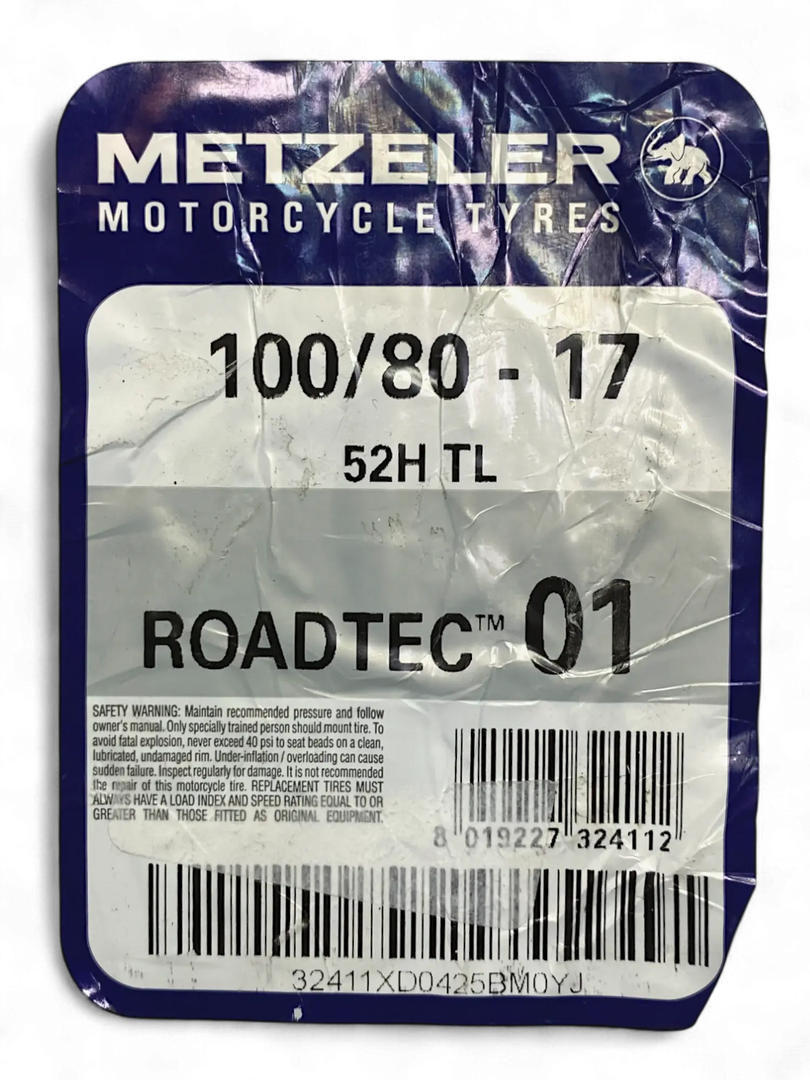 METZELER
MOTORCYCLE TYRES
100/80 - 17
52H TL
ROADTEC™ 01
SAFETY WARNING: Maintain recommended pressure and follow
owner's manual. Only specially trained person should mount tire. To
avoid fatal explosion, never exceed 40 psi to seat beads on a clean,
lubricated, undamaged rim. Under-inflation / overloading can cause
sudden failure. Inspect regularly for damage. It is not recommended
the repair of this motorcycle tire. REPLACEMENT TIRES MUST
ALWAYS HAVE A LOAD INDEX AND SPEED RATING EQUAL TO OR
GREATER THAN THOSE FITTED AS ORIGINAL EQUIPMENT.
8 019227 324112
32411XD0425BM0YJ